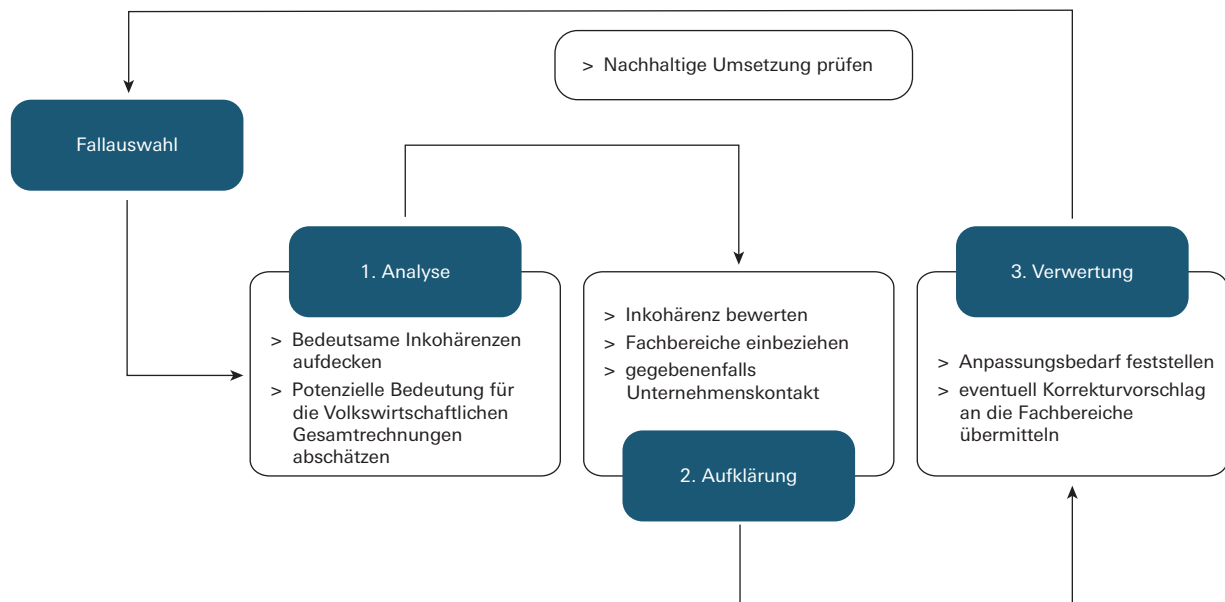 > Nachhaltige Umsetzung prüfen
Fallauswahl
1. Analyse
> Bedeutsame Inkohärenzen
aufdecken
> Potenzielle Bedeutung für
die Volkswirtschaftlichen
Gesamtrechnungen
abschätzen
> Inkohärenz bewerten
> Fachbereiche einbeziehen
> gegebenenfalls
Unternehmenskontakt
2. Aufklärung
3. Verwertung
> Anpassungsbedarf feststellen
> eventuell Korrekturvorschlag
an die Fachbereiche
übermitteln